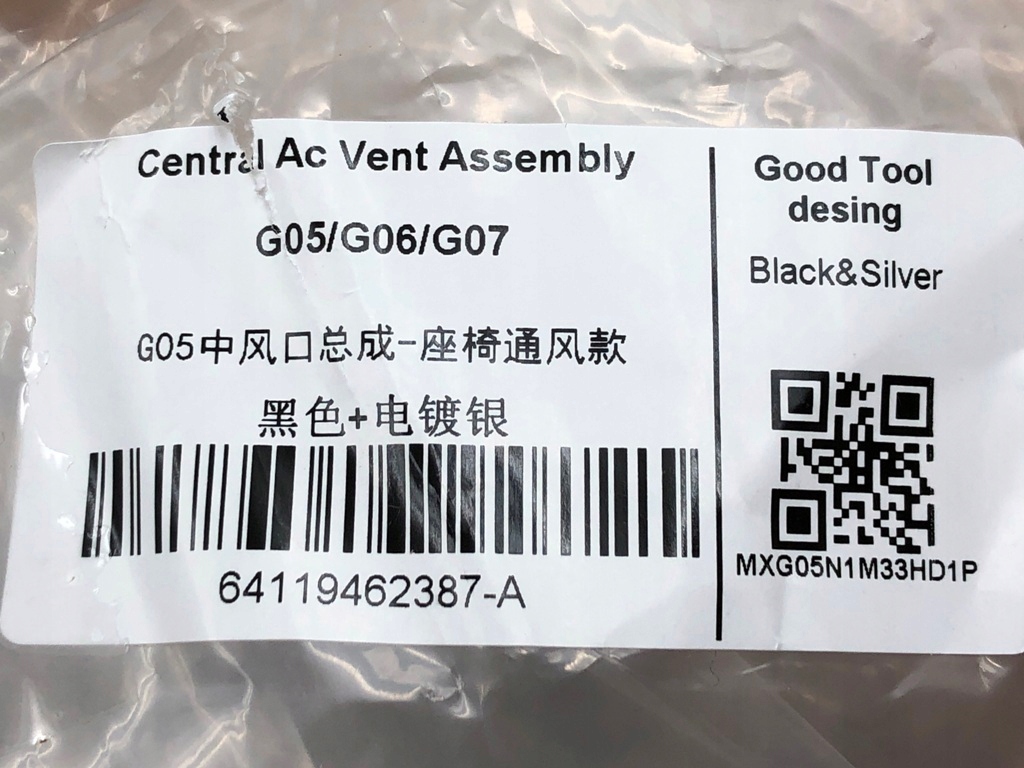 Central Ac Vent Assembly
G05/G06/G07
G05中风口总成-座椅通风款
黑色+电镀银
64119462387-A
Good Tool
desing
Black&Silver
MXG05N1M33HD1P